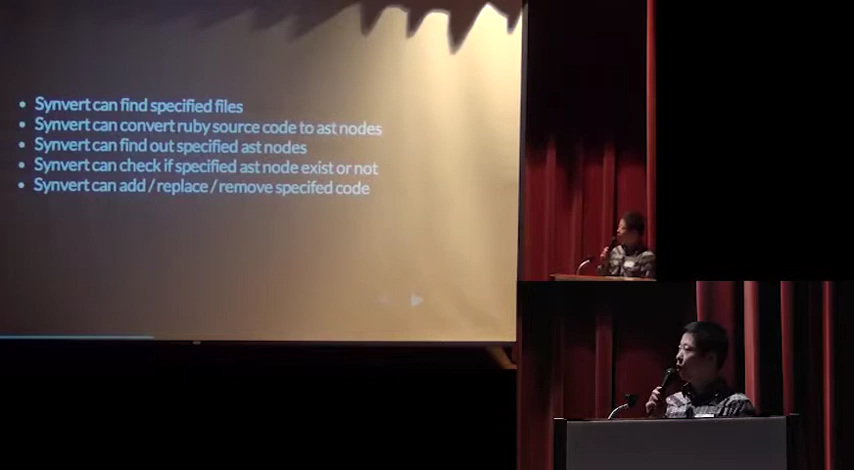 • Synvert can find specified files
• Synvert can convert ruby source code to ast nodes
• Synvert can find out specified ast nodes
• Synvert can check if specified ast node exist or not
• Synvert can add / replace / remove specifed code